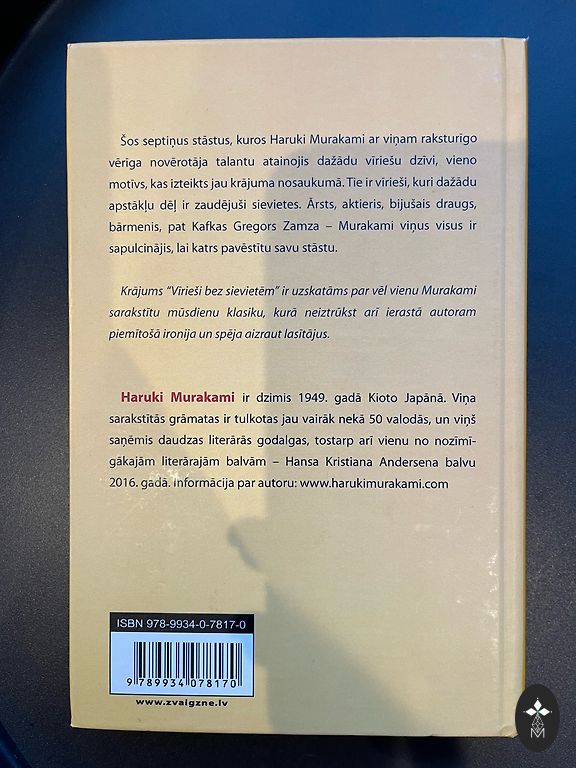 Šos septiņus stāstus, kuros Haruki Murakami ar viņam raksturīgo
vērīga novērotāja talantu atainojis dažādu vīriešu dzīvi, vieno
motīvs, kas izteikts jau krājuma nosaukumā. Tie ir vīrieši, kuri dažādu
apstākļu dēļ ir zaudējuši sievietes. Ārsts, aktieris, bijušais draugs,
bārmenis, pat Kafkas Gregors Zamza – Murakami viņus visus ir
sapulcinājis, lai katrs pavēstītu savu stāstu.
Krājums "Vīrieši bez sievietēm" ir uzskatāms par vēl vienu Murakami
sarakstītu mūsdienu klasiku, kurā neiztrūkst arī ierastā autoram
piemītošā ironija un spēja aizraut lasītājus.
Haruki Murakami ir dzimis 1949. gadā Kioto Japānā. Viņa
sarakstītās grāmatas ir tulkotas jau vairāk nekā 50 valodās, un viņš
saņēmis daudzas literārās godalgas, tostarp arī vienu no nozīmī-
gākajām literārajām balvām – Hansa Kristiana Andersena balvu
2016. gadā. Informācija par autoru: www.harukimurakami.com
ISBN 978-9934-0-7817-0
9 789934 078170
www.zvaigzne.lv
M